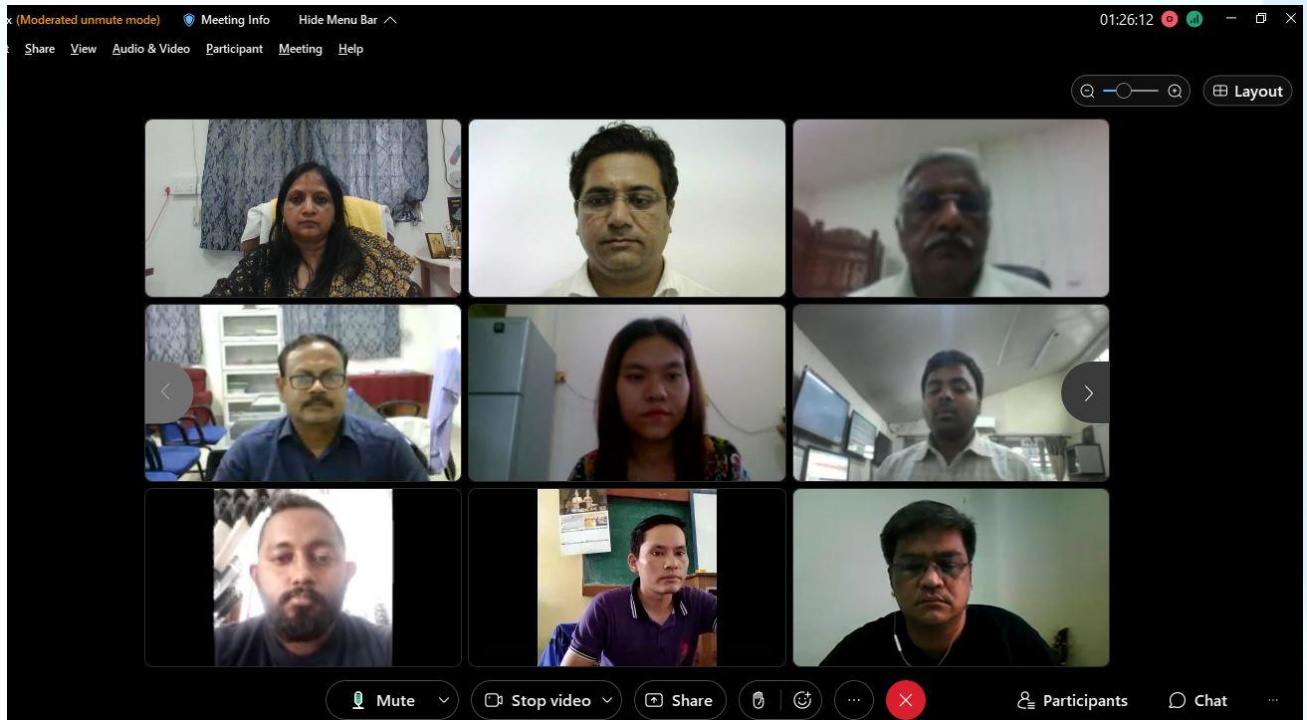 x (Moderated unmute mode) Meeting Info Hide Menu Bar 01:26:12
Share View Audio & Video Participant Meeting Help
Layout
Mute Stop video Share Participants Chat